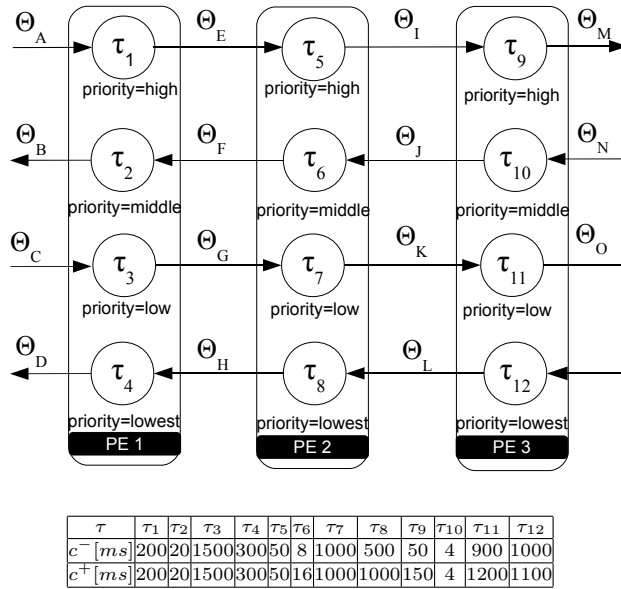 Θ_A Θ_E Θ_I Θ_M
τ_1 τ_5 τ_9
priority=high priority=high priority=high
Θ_B Θ_F Θ_J Θ_N
τ_2 τ_6 τ_10
priority=middle priority=middle priority=middle
Θ_C Θ_G Θ_K Θ_O
τ_3 τ_7 τ_11
priority=low priority=low priority=low
Θ_D Θ_H Θ_L
τ_4 τ_8 τ_12
priority=lowest priority=lowest priority=lowest
PE 1 PE 2 PE 3
τ τ_1 τ_2 τ_3 τ_4 τ_5 τ_6 τ_7 τ_8 τ_9 τ_10 τ_11 τ_12
c^-[ms] 200 20 1500 300 50 8 1000 500 50 4 900 1000
c^+[ms] 200 20 1500 300 50 16 1000 1000 150 4 1200 1100